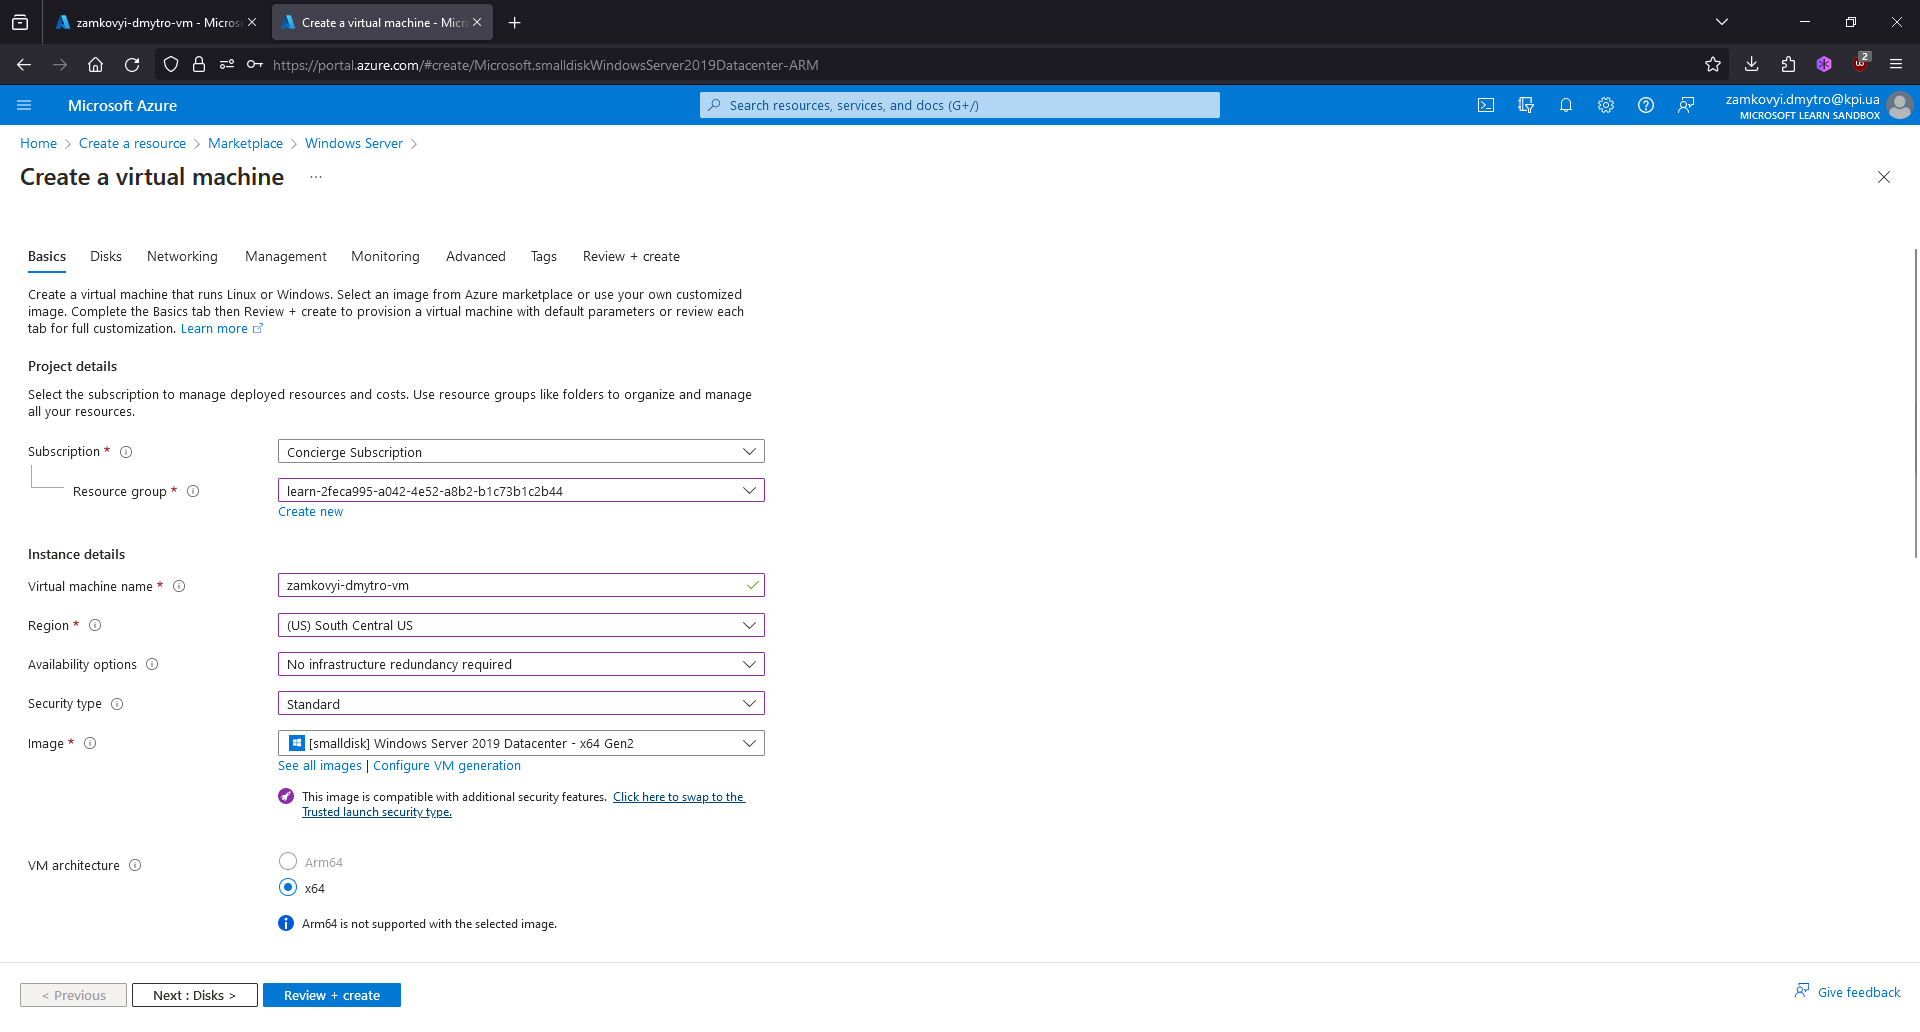 zamkovyi-dmytro-vm - Micros
Create a virtual machine - Micr
https://portal.azure.com/#create/Microsoft.smalldiskWindowsServer2019Datacenter-ARM
2
Microsoft Azure
Search resources, services, and docs (G+/)
zamkovyi.dmytro@kpi.ua
MICROSOFT LEARN SANDBOX
Home > Create a resource > Marketplace > Windows Server >
Create a virtual machine ...
Basics Disks Networking Management Monitoring Advanced Tags Review + create
Create a virtual machine that runs Linux or Windows. Select an image from Azure marketplace or use your own customized
image. Complete the Basics tab then Review + create to provision a virtual machine with default parameters or review each
tab for full customization. Learn more
Project details
Select the subscription to manage deployed resources and costs. Use resource groups like folders to organize and manage
all your resources.
Subscription * Concierge Subscription
Resource group * learn-2feca995-a042-4e52-a8b2-b1c73b1c2b44
Create new
Instance details
Virtual machine name * zamkovyi-dmytro-vm
Region * (US) South Central US
Availability options No infrastructure redundancy required
Security type Standard
Image * [smalldisk] Windows Server 2019 Datacenter - x64 Gen2
See all images | Configure VM generation
This image is compatible with additional security features. Click here to swap to the
Trusted launch security type.
VM architecture Arm64
x64
Arm64 is not supported with the selected image.
< Previous Next : Disks > Review + create Give feedback